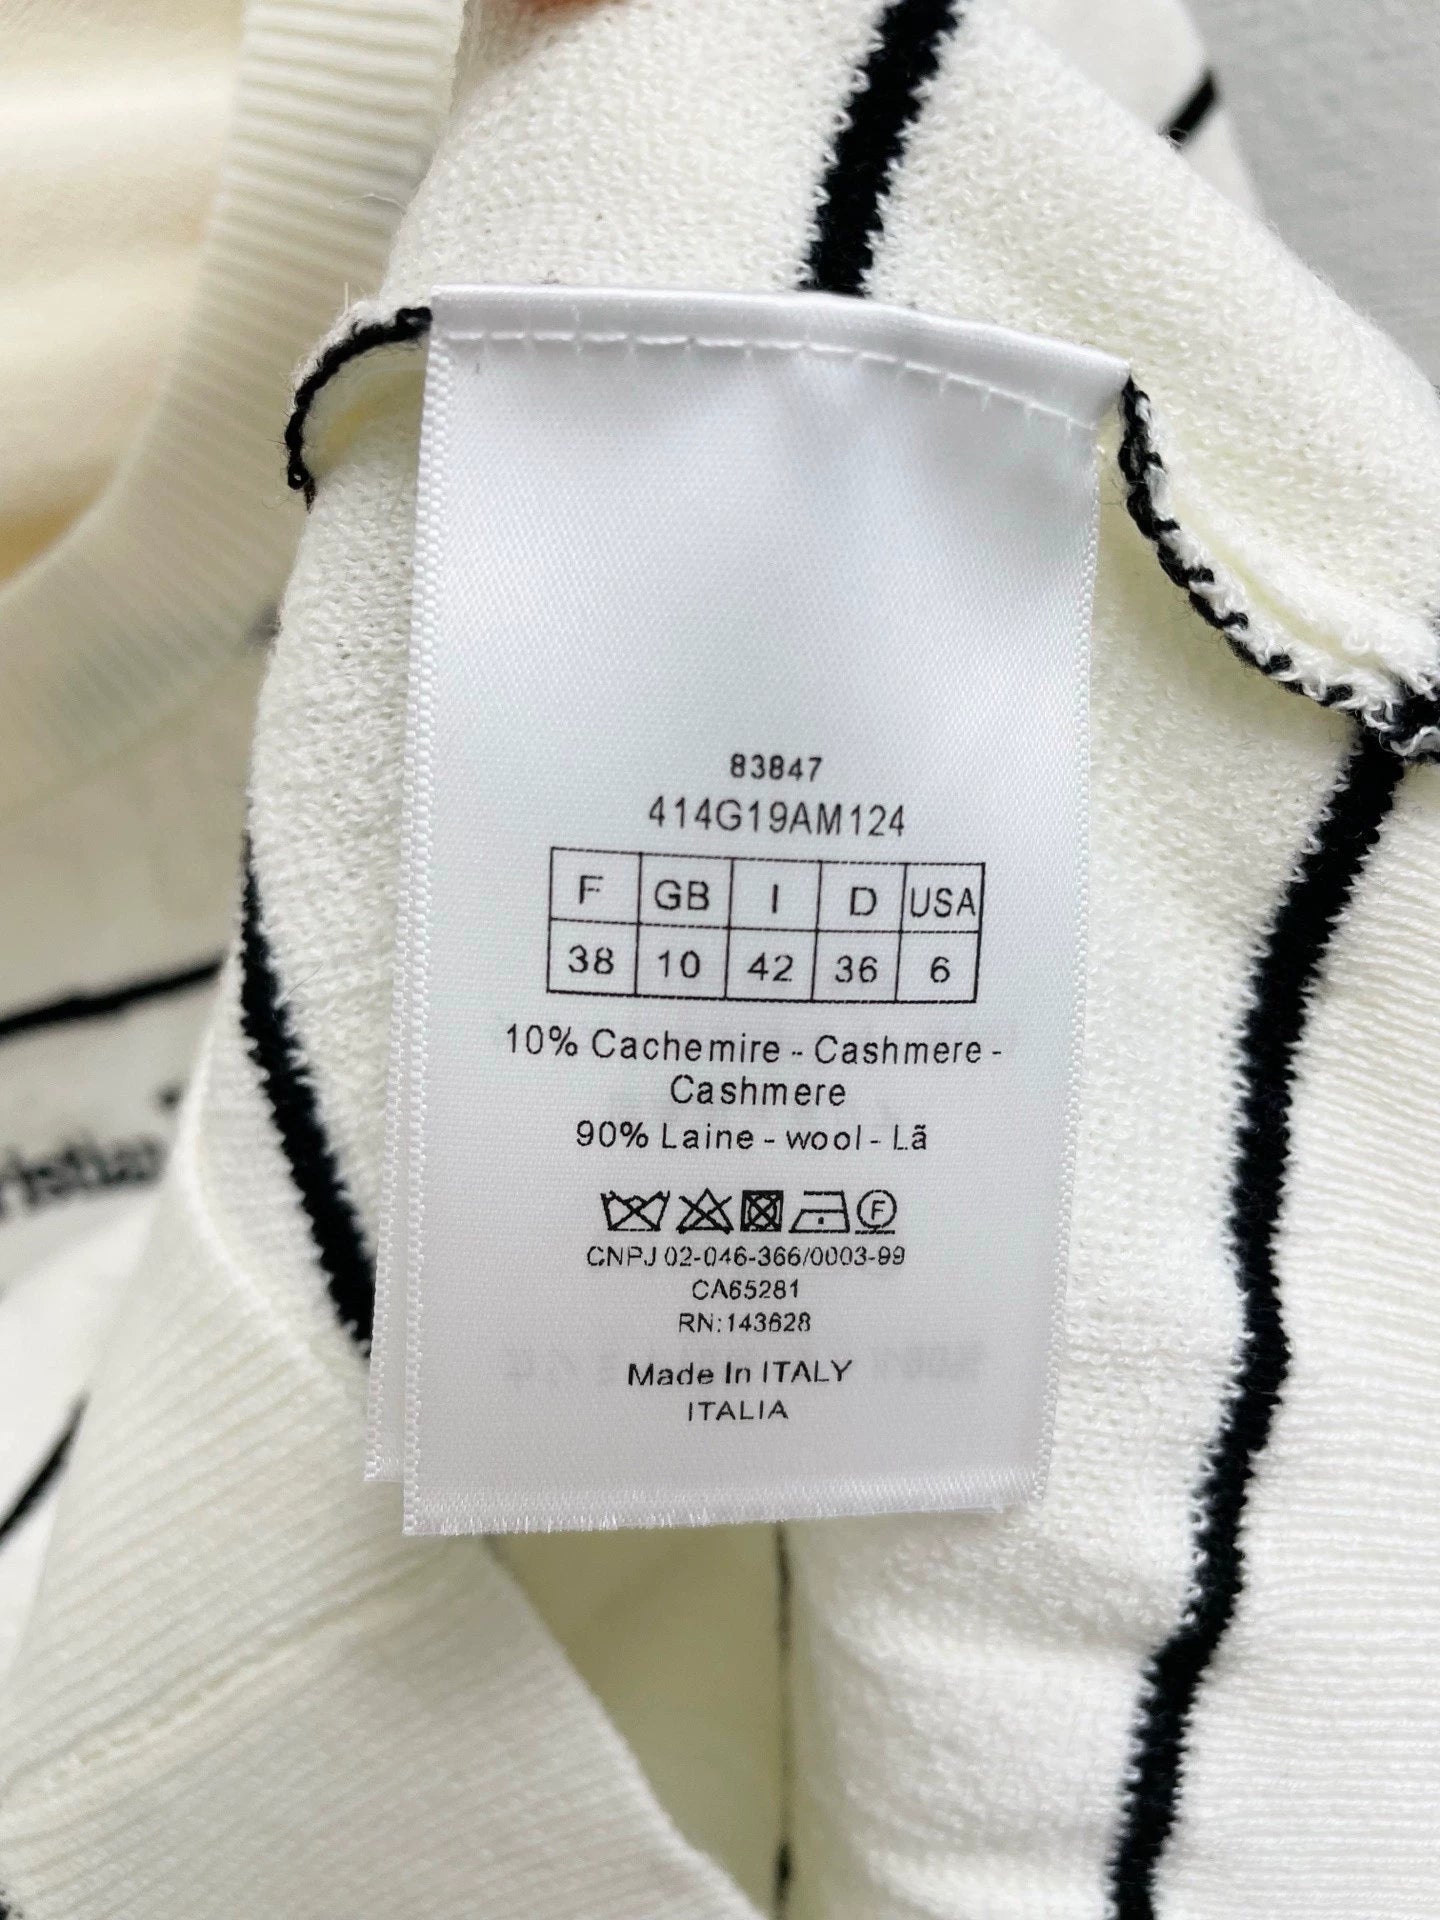 83847
414G19AM124
F GB I D USA
38 10 42 36 6
10% Cachemire - Cashmere -
Cashmere
90% Laine - wool - Lã
F
CNPJ 02-046-366/0003-99
CA65281
RN:143628
Made In ITALY
ITALIA